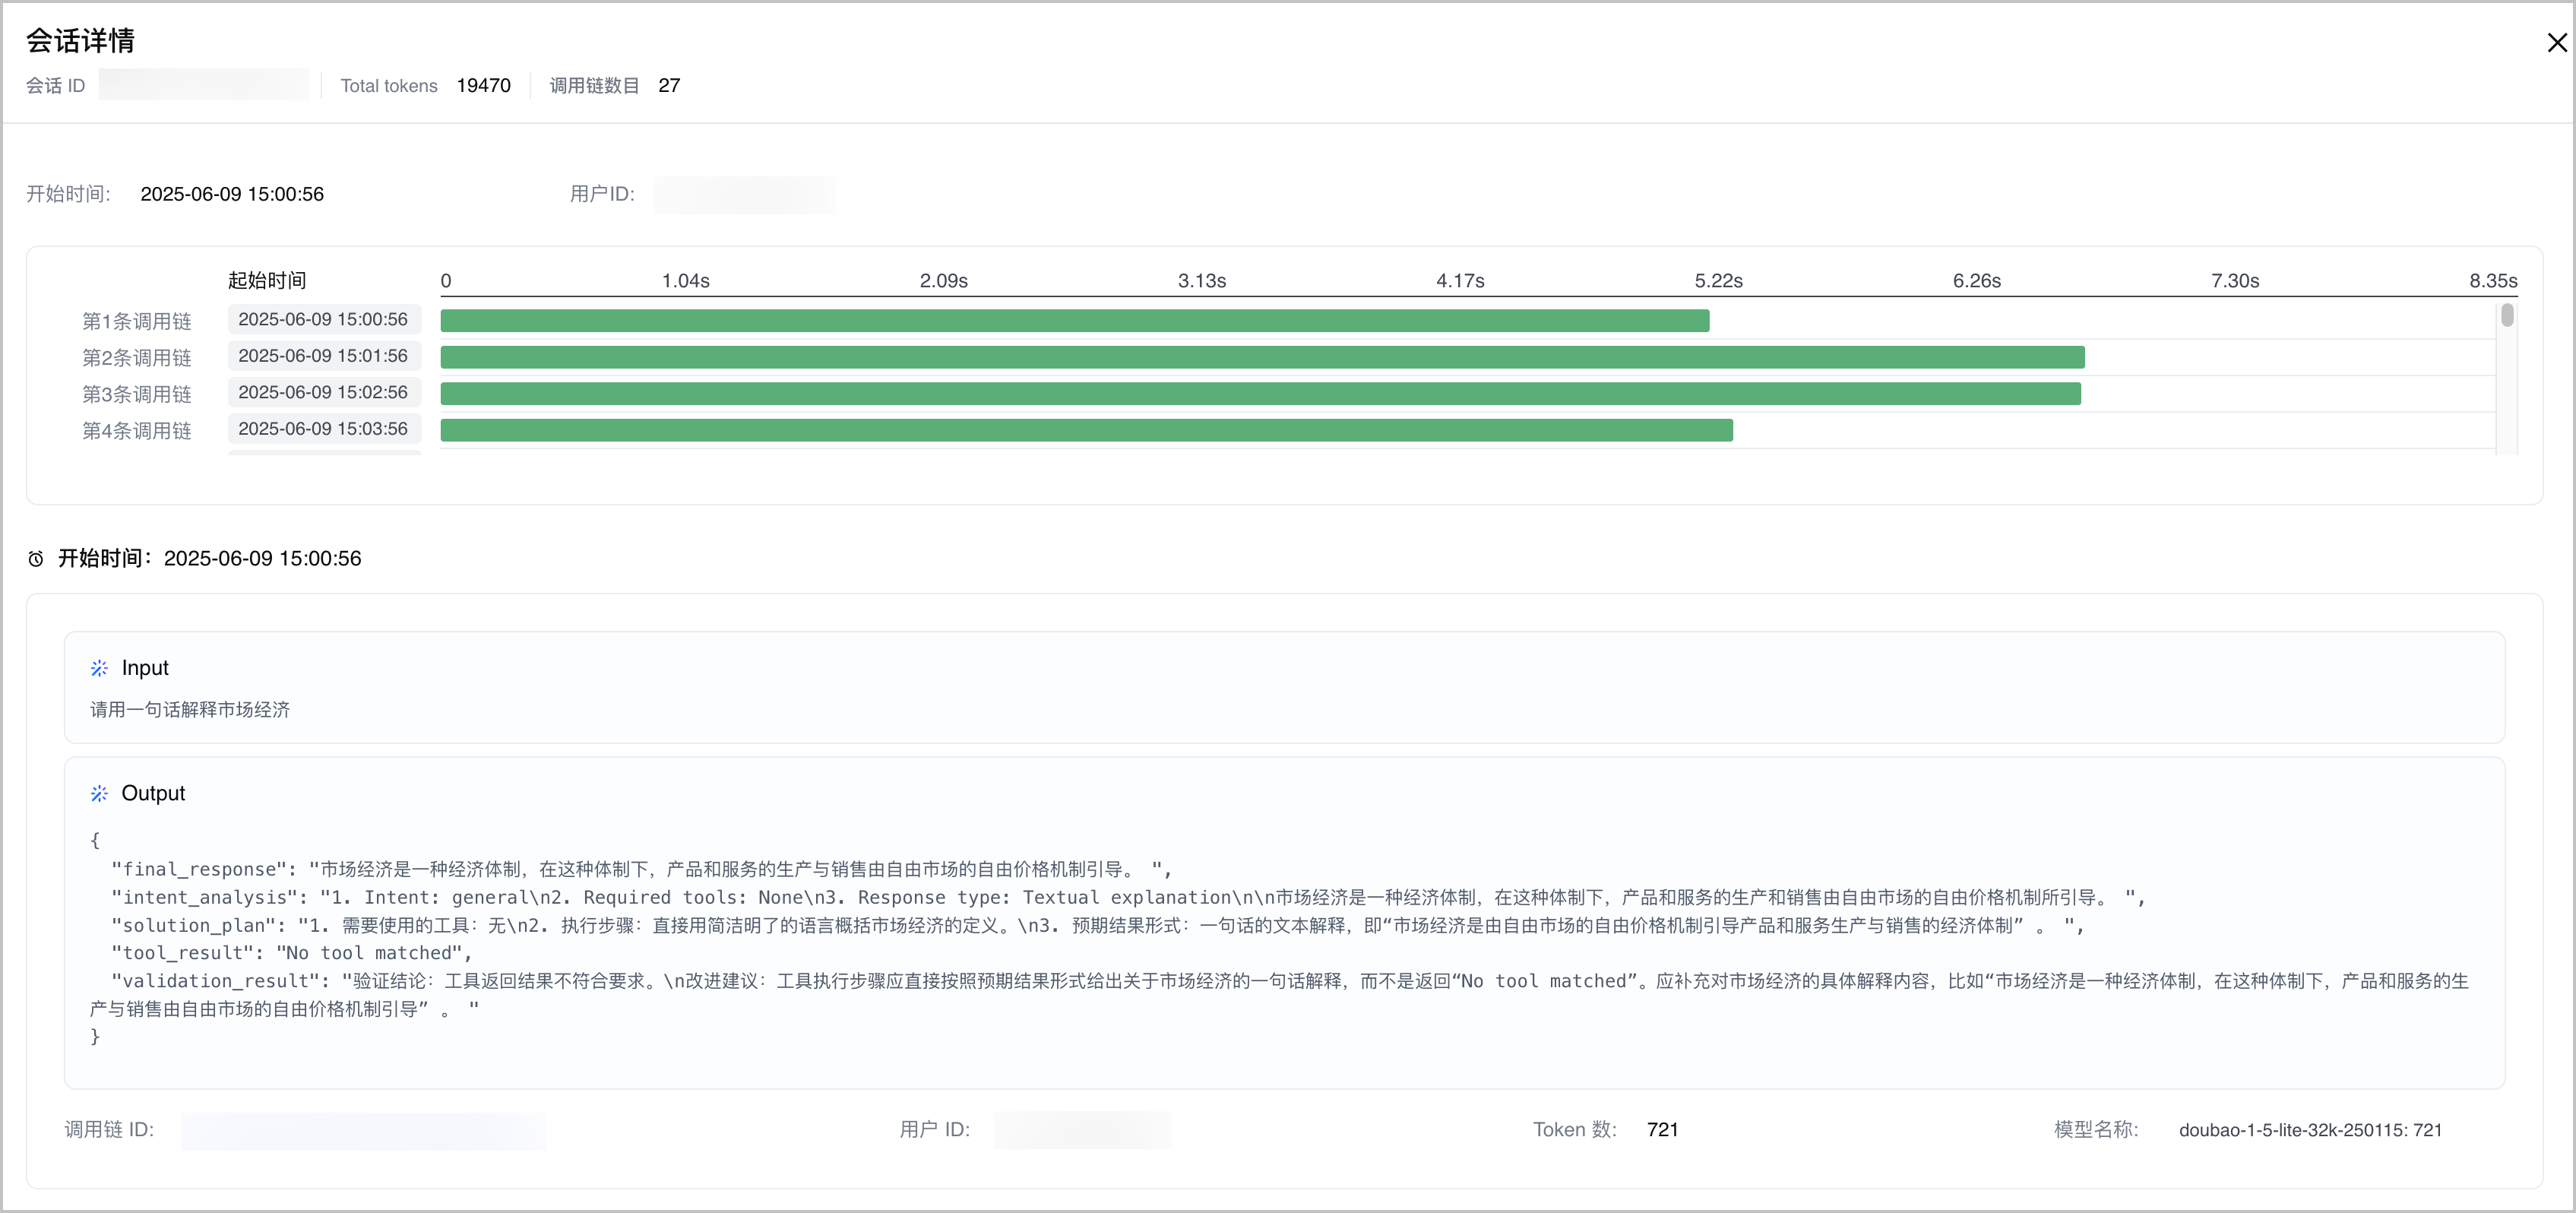 会话详情
会话 ID Total tokens 19470 调用链数目 27
开始时间: 2025-06-09 15:00:56 用户ID:
起始时间 0 1.04s 2.09s 3.13s 4.17s 5.22s 6.26s 7.30s 8.35s
第1条调用链 2025-06-09 15:00:56
第2条调用链 2025-06-09 15:01:56
第3条调用链 2025-06-09 15:02:56
第4条调用链 2025-06-09 15:03:56
开始时间：2025-06-09 15:00:56
Input
请用一句话解释市场经济
Output
{
"final_response": "市场经济是一种经济体制，在这种体制下，产品和服务的生产与销售由自由市场的自由价格机制引导。 ",
"intent_analysis": "1. Intent: general\n2. Required tools: None\n3. Response type: Textual explanation\n\n市场经济是一种经济体制，在这种体制下，产品和服务的生产和销售由自由市场的自由价格机制所引导。 ",
"solution_plan": "1. 需要使用的工具：无\n2. 执行步骤：直接用简洁明了的语言概括市场经济的定义。\n3. 预期结果形式：一句话的文本解释，即“市场经济是由自由市场的自由价格机制引导产品和服务生产与销售的经济体制” 。 ",
"tool_result": "No tool matched",
"validation_result": "验证结论：工具返回结果不符合要求。\n改进建议：工具执行步骤应直接按照预期结果形式给出关于市场经济的一句话解释，而不是返回“No tool matched”。应补充对市场经济的具体解释内容，比如“市场经济是一种经济体制，在这种体制下，产品和服务的生
产与销售由自由市场的自由价格机制引导” 。 "
}
调用链 ID: 用户 ID: Token 数: 721 模型名称: doubao-1-5-lite-32k-250115: 721